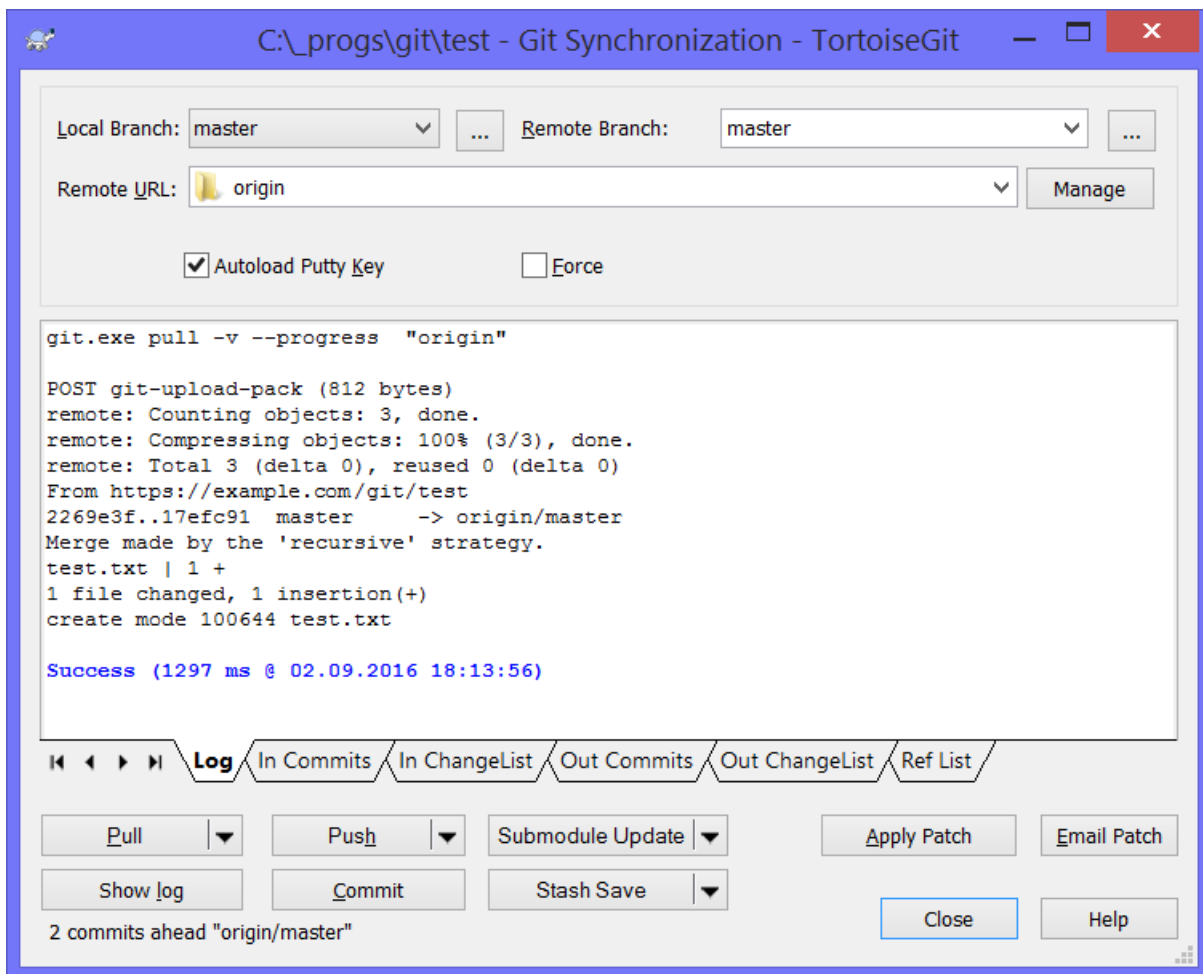 C:\_progs\git\test - Git Synchronization - TortoiseGit
Local Branch: master ... Remote Branch: master ...
Remote URL: origin Manage
Autoload Putty Key Force
git.exe pull -v --progress  "origin"
POST git-upload-pack (812 bytes)
remote: Counting objects: 3, done.
remote: Compressing objects: 100% (3/3), done.
remote: Total 3 (delta 0), reused 0 (delta 0)
From https://example.com/git/test
2269e3f..17efc91  master     -> origin/master
Merge made by the 'recursive' strategy.
test.txt | 1 +
1 file changed, 1 insertion(+)
create mode 100644 test.txt
Success (1297 ms @ 02.09.2016 18:13:56)
Log In Commits In ChangeList Out Commits Out ChangeList Ref List
Pull Push Submodule Update Apply Patch Email Patch
Show log Commit Stash Save
Close Help
2 commits ahead "origin/master"